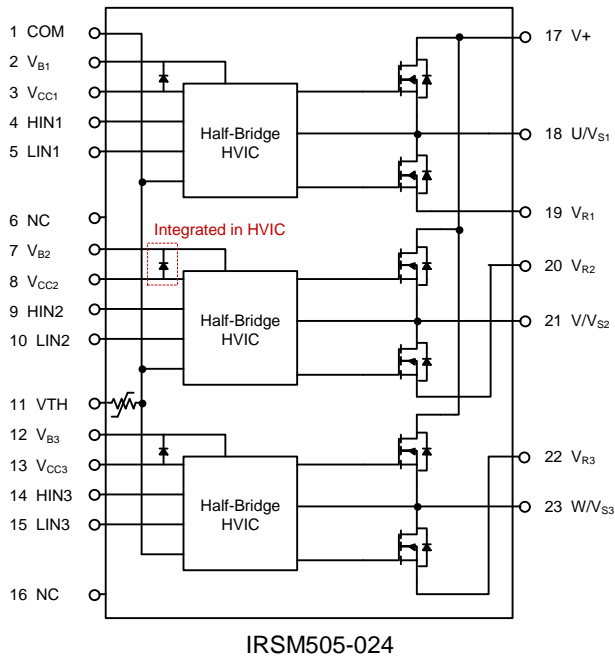 1 COM
2 VB1
3 VCC1
4 HIN1
5 LIN1
6 NC
7 VB2
8 VCC2
9 HIN2
10 LIN2
11 VTH
12 VB3
13 VCC3
14 HIN3
15 LIN3
16 NC
Half-Bridge
HVIC
Integrated in HVIC
Half-Bridge
HVIC
Half-Bridge
HVIC
17 V+
18 U/VS1
19 VR1
20 VR2
21 V/VS2
22 VR3
23 W/VS3
IRSM505-024